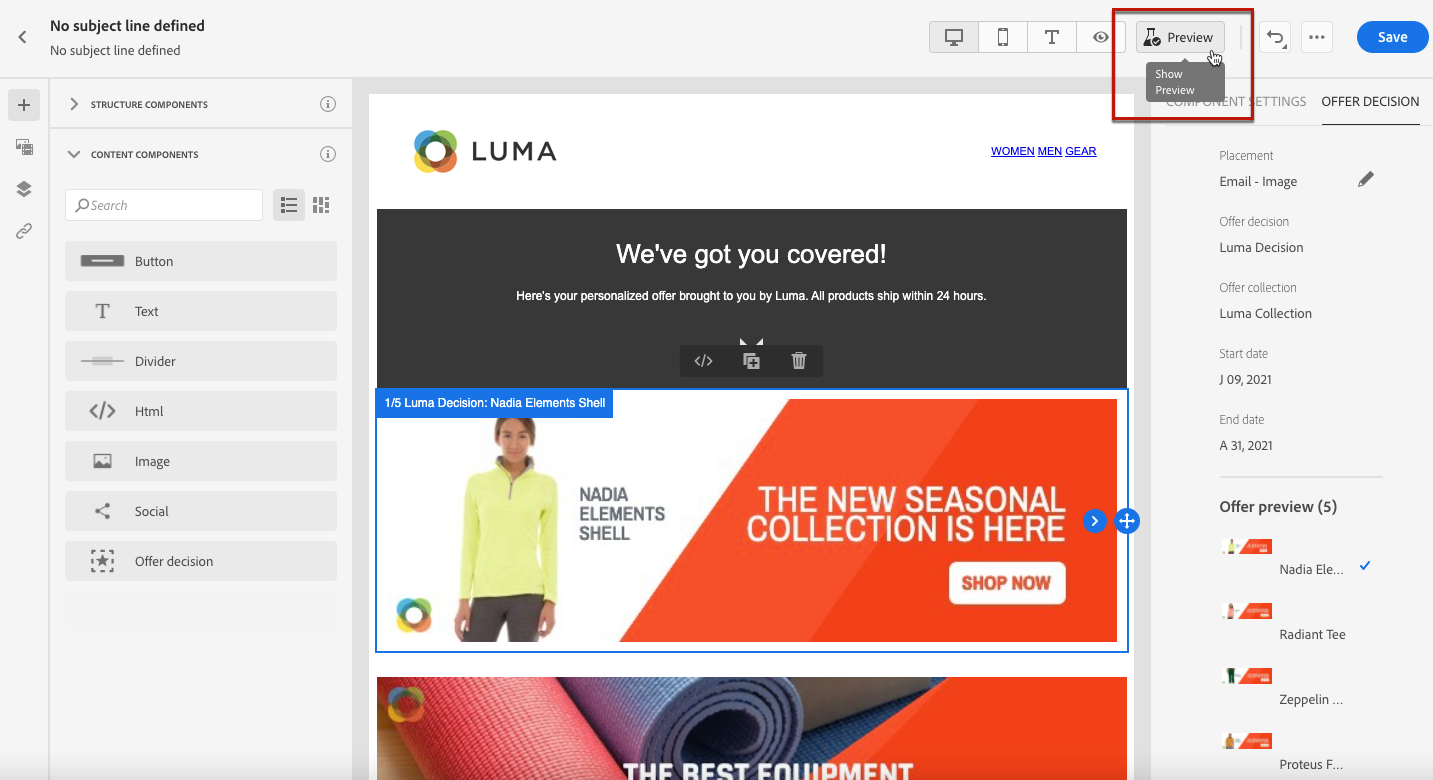 No subject line defined
No subject line defined
Preview
Save
Show
Preview
STRUCTURE COMPONENTS
CONTENT COMPONENTS
Search
Button
Text
Divider
Html
Image
Social
Offer decision
LUMA
WOMEN MEN GEAR
We've got you covered!
Here's your personalized offer brought to you by Luma. All products ship within 24 hours.
1/5 Luma Decision: Nadia Elements Shell
NADIA
ELEMENTS
SHELL
THE NEW SEASONAL
COLLECTION IS HERE
SHOP NOW
THE BEST EQUIPMENT
COMPONENT SETTINGS
OFFER DECISION
Placement
Email - Image
Offer decision
Luma Decision
Offer collection
Luma Collection
Start date
J 09, 2021
End date
A 31, 2021
Offer preview (5)
Nadia Ele...
Radiant Tee
Zeppelin ...
Proteus F...